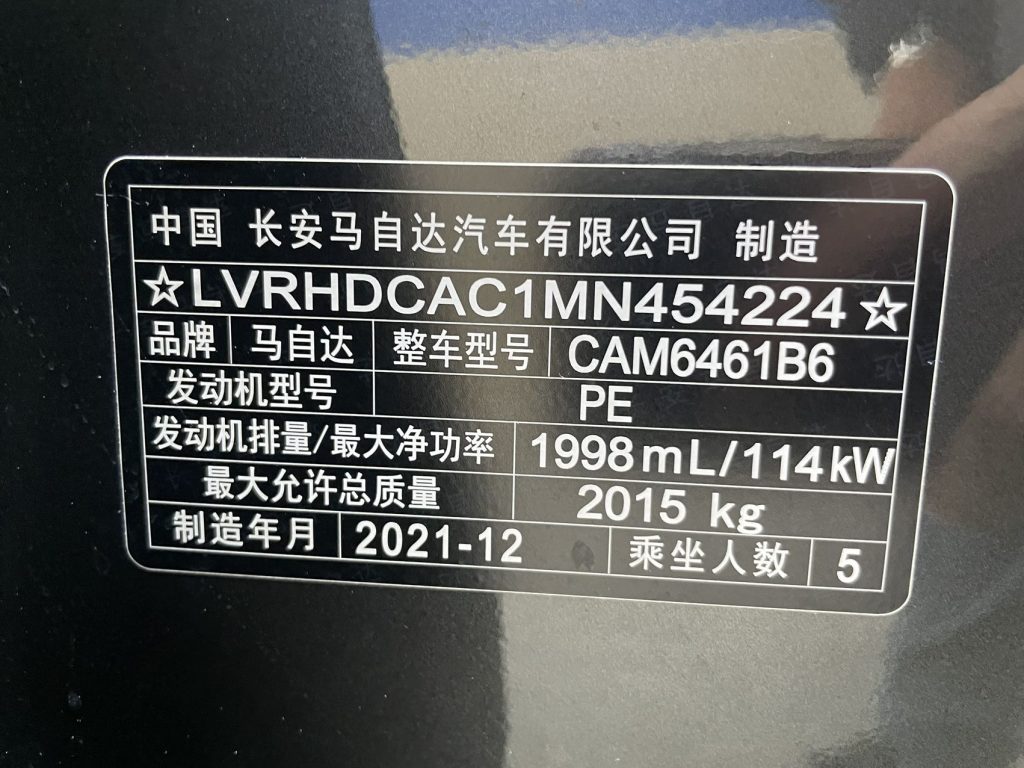 中国 长安马自达汽车有限公司 制造
☆LVRHDCAC1MN454224☆
品牌 马自达 整车型号 CAM6461B6
发动机型号 PE
发动机排量/最大净功率 1998mL/114kW
最大允许总质量 2015 kg
制造年月 2021-12 乘坐人数 5